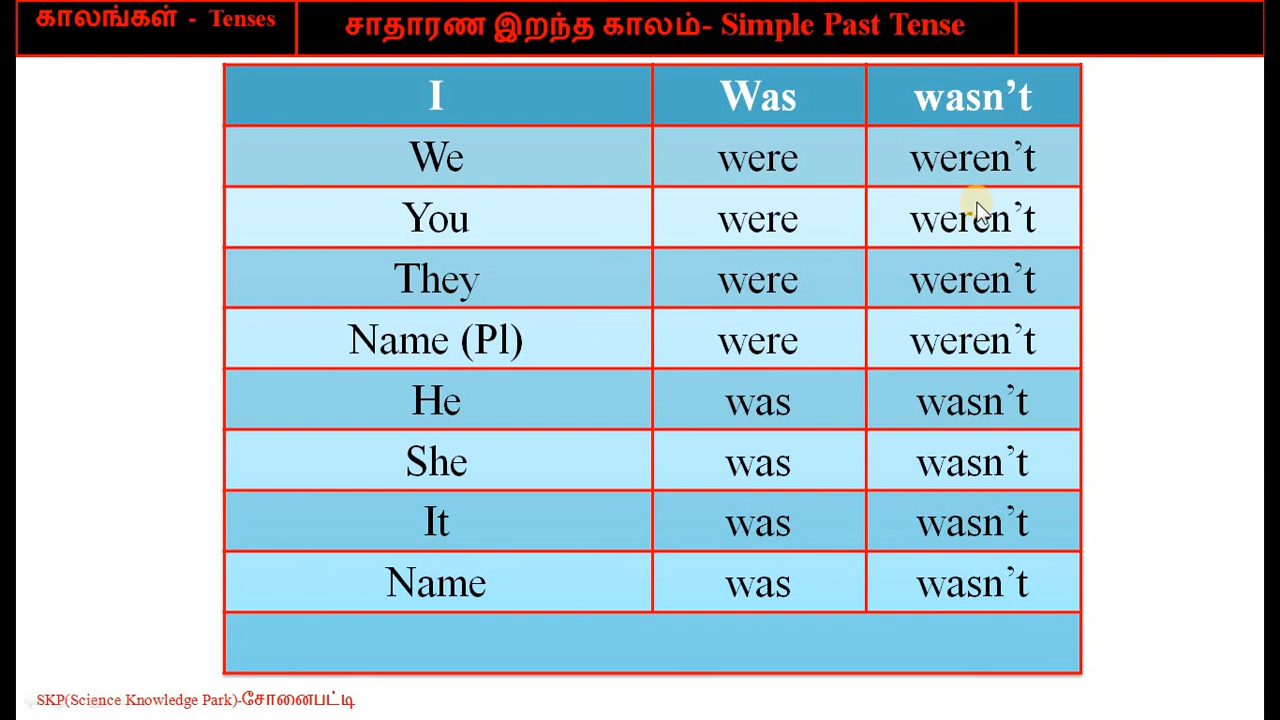 காலங்கள் - Tenses
சாதாரண இறந்த காலம்- Simple Past Tense
I Was wasn’t
We were weren’t
You were weren’t
They were weren’t
Name (Pl) were weren’t
He was wasn’t
She was wasn’t
It was wasn’t
Name was wasn’t
SKP(Science Knowledge Park)-சோனைபட்டி